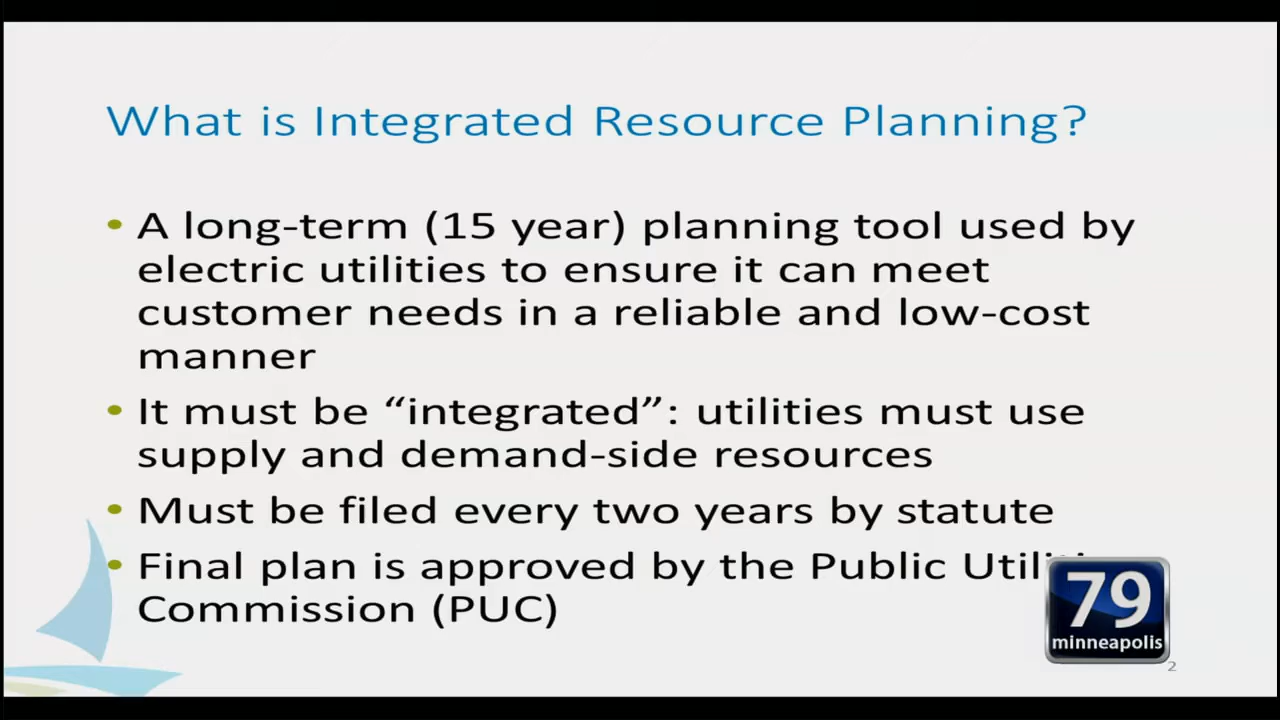 What is Integrated Resource Planning?
• A long-term (15 year) planning tool used by
electric utilities to ensure it can meet
customer needs in a reliable and low-cost
manner
• It must be “integrated”: utilities must use
supply and demand-side resources
• Must be filed every two years by statute
• Final plan is approved by the Public
Commission (PUC)
79
minneapolis
2